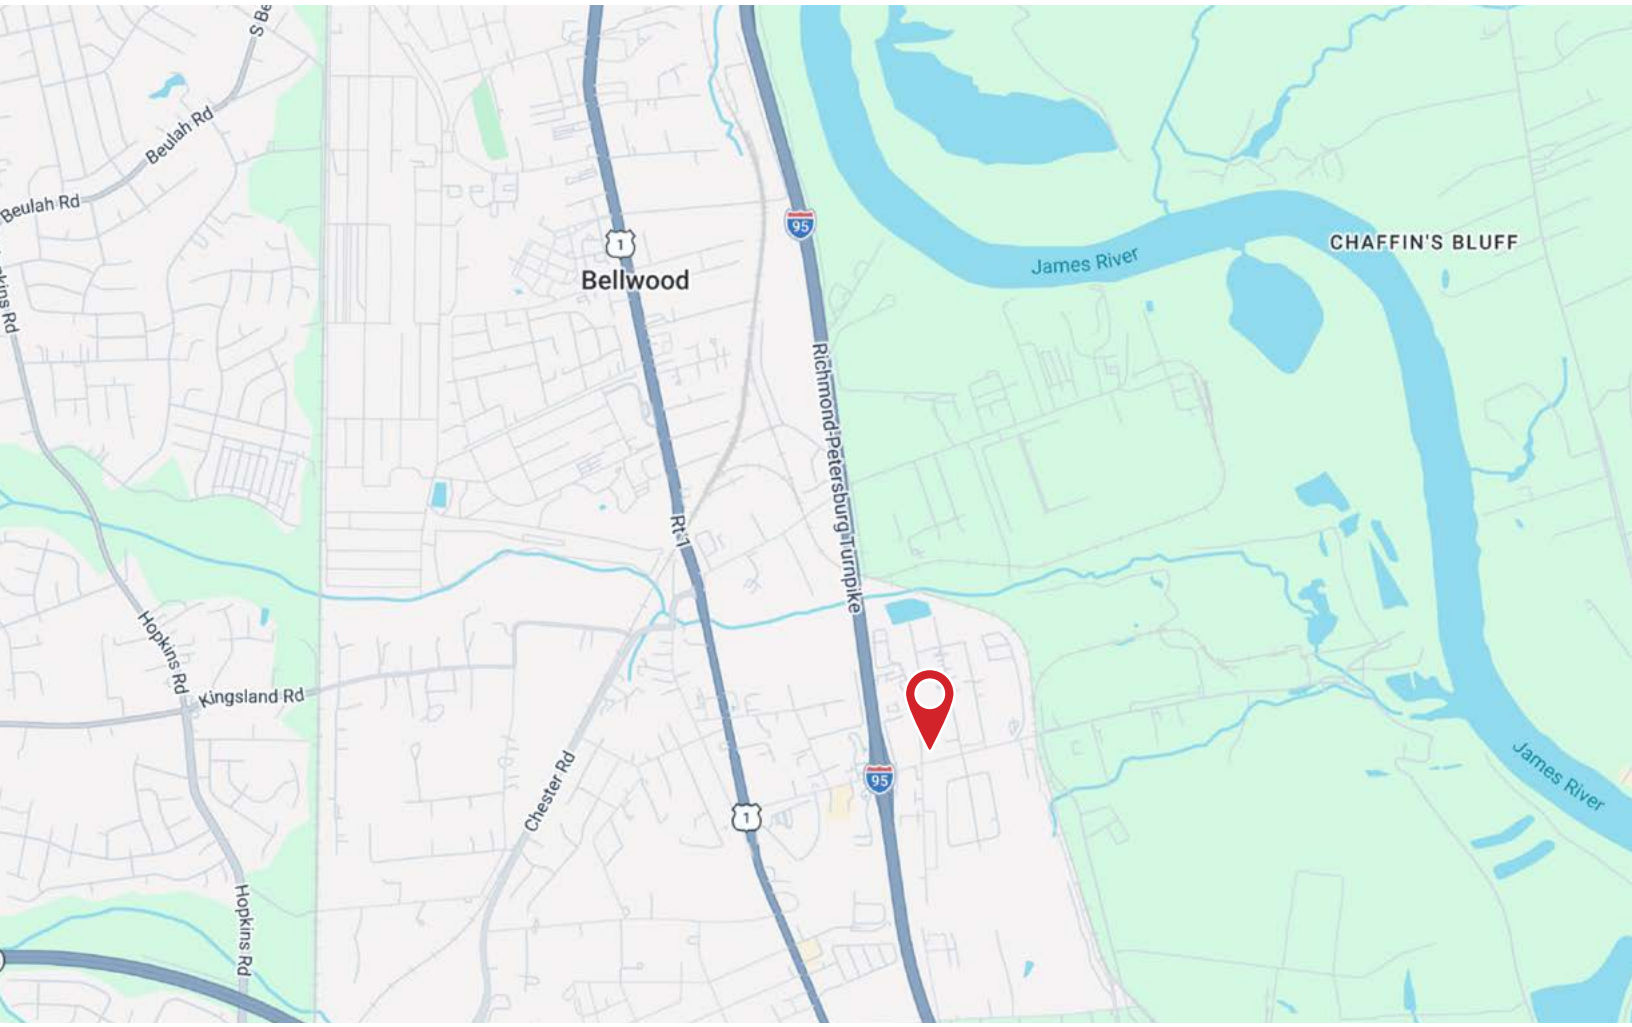 S Be
Beulah Rd
Beulah Rd
kins Rd
1
Bellwood
95
James River
CHAFFIN'S BLUFF
Richmond-Petersburg Turnpike
Rt 1
Hopkins Rd
Kingsland Rd
Chester Rd
95
1
James River
Hopkins Rd